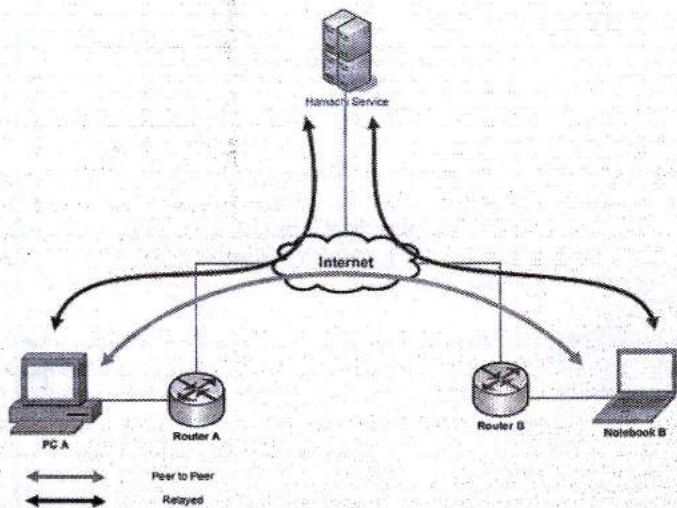 Hamachi Service
Internet
PC A
Router A
Router B
Notebook B
Peer to Peer
Relayed